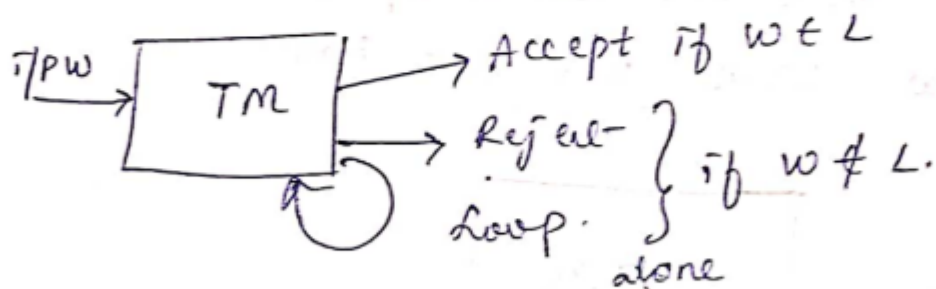 i/p w
TM
Accept if w ∈ L
Reject
Loop.
if w ∉ L.
alone